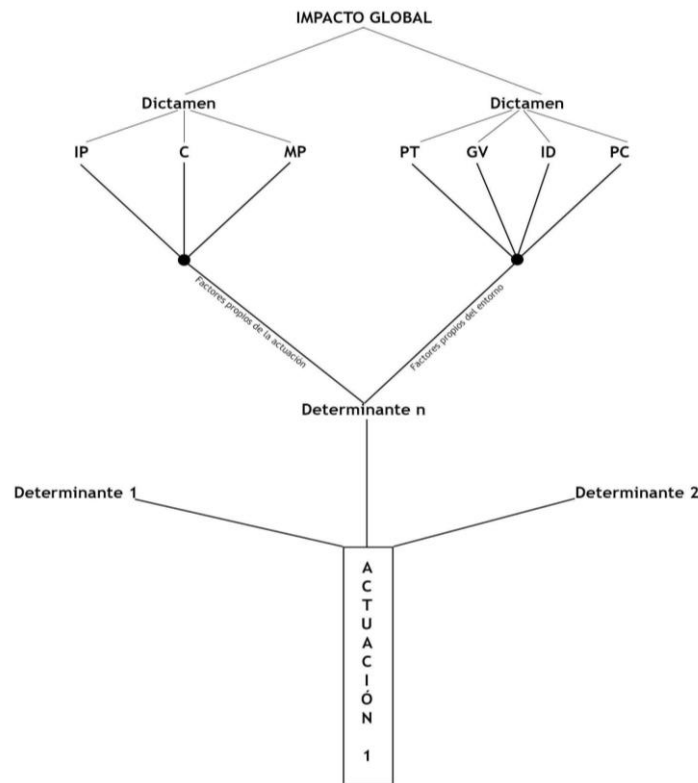 IMPACTO GLOBAL
Dictamen
Dictamen
IP
C
MP
PT
GV
ID
PC
Factores propios de la actuación
Factores propios del entorno
Determinante n
Determinante 1
Determinante 2
A
C
T
U
A
C
I
Ó
N
1